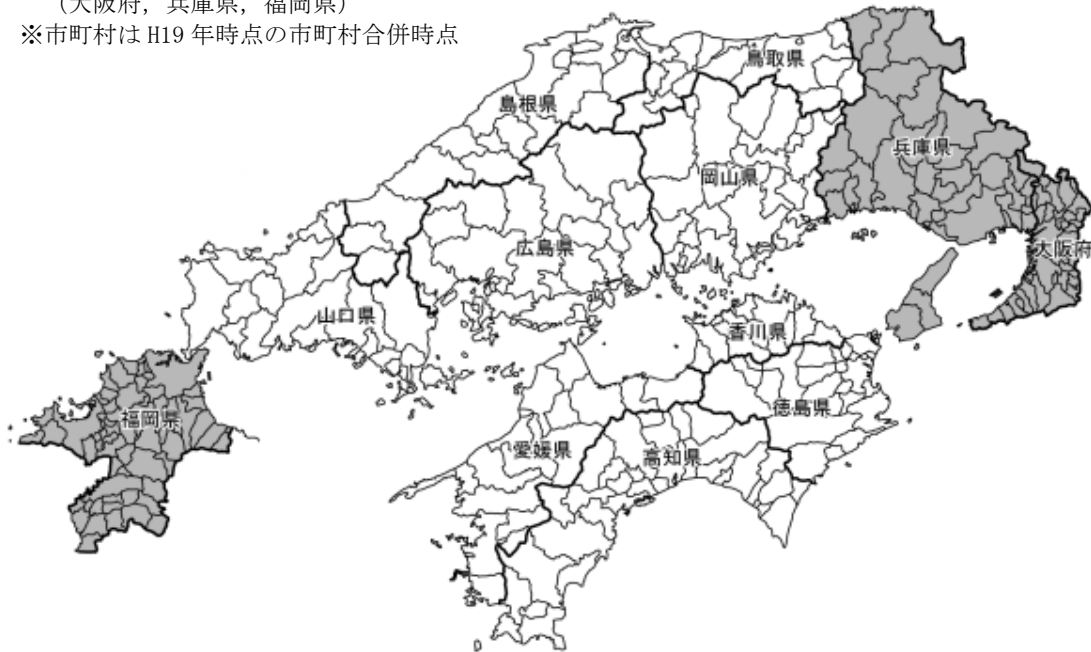 (大阪府, 兵庫県, 福岡県)
※市町村は H19 年時点の市町村合併時点
鳥取県
島根県
兵庫県
岡山県
広島県
大阪府
山口県
香川県
徳島県
福岡県
愛媛県
高知県